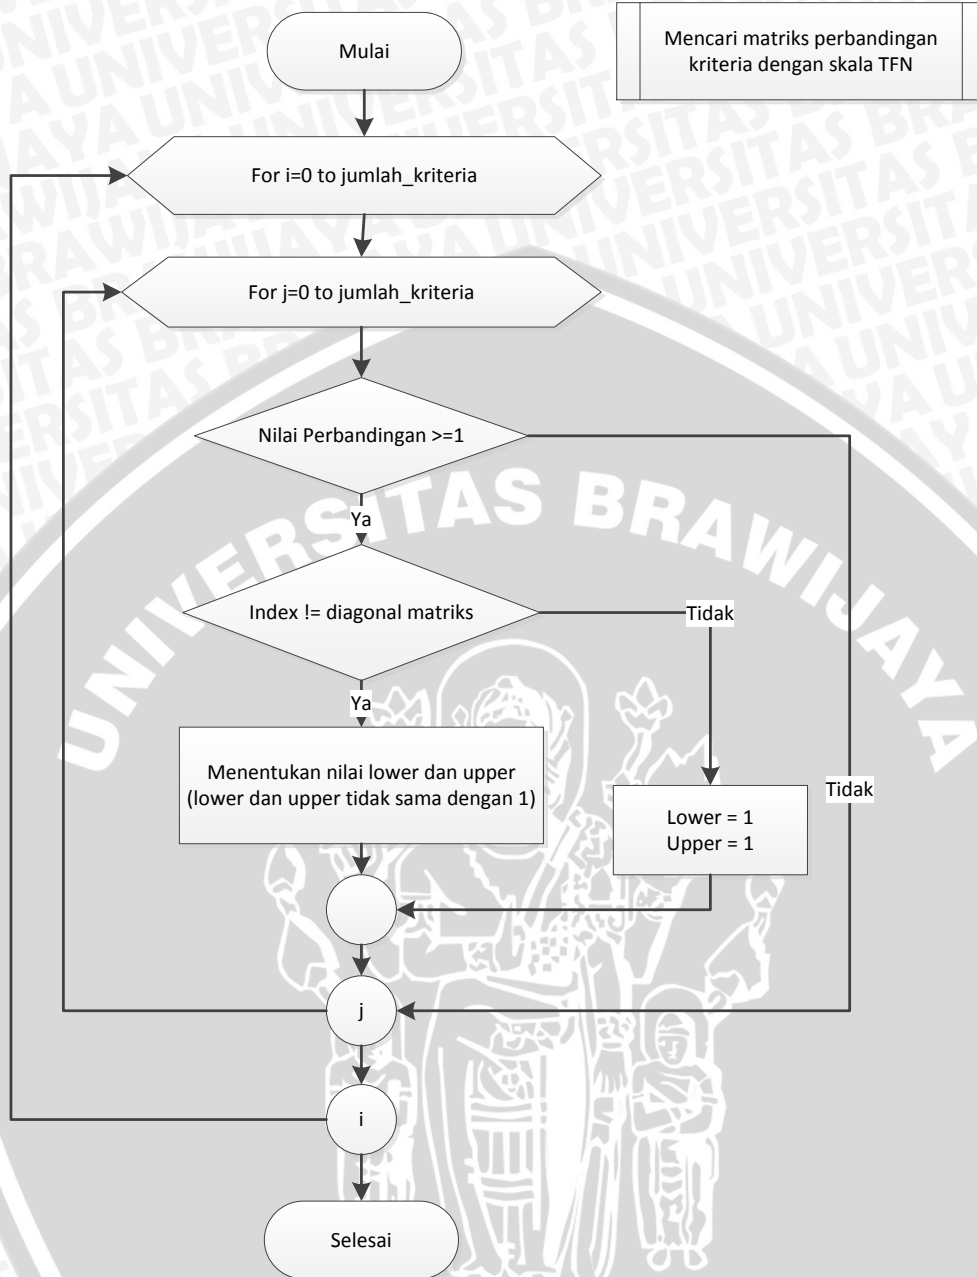 Mulai
Mencari matriks perbandingan
kriteria dengan skala TFN
For i=0 to jumlah_kriteria
For j=0 to jumlah_kriteria
Nilai Perbandingan >=1
Ya
Index != diagonal matriks
Tidak
Ya
Menentukan nilai lower dan upper
(lower dan upper tidak sama dengan 1)
Tidak
Lower = 1
Upper = 1
j
i
Selesai
UNIVERSITAS BRAWIJAYA